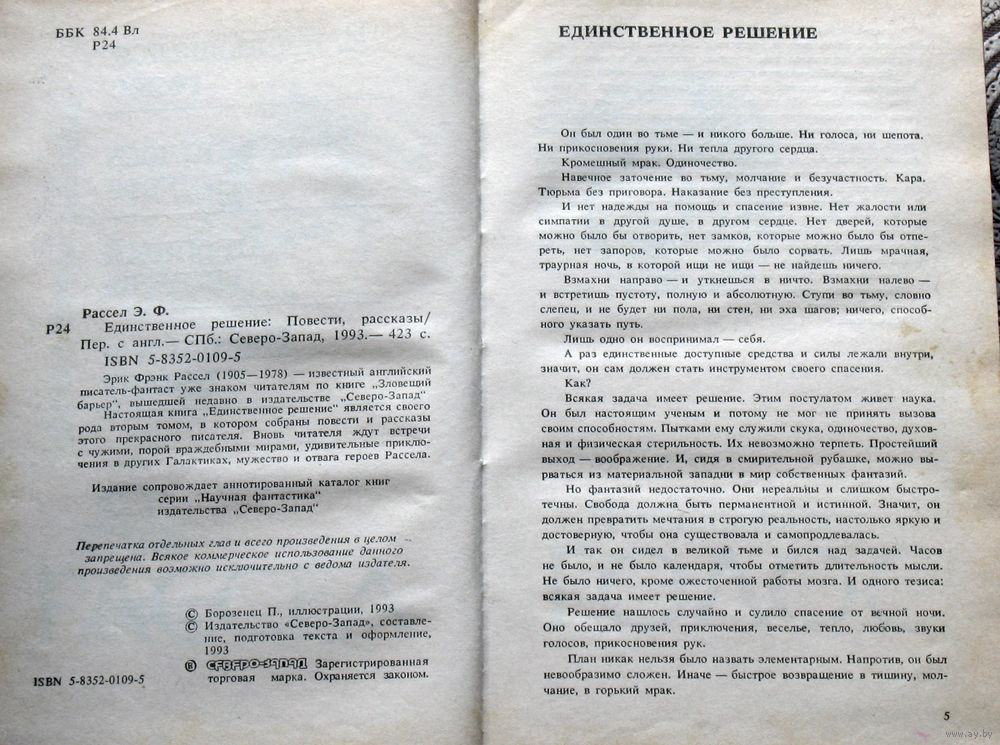 ББК 84.4 Вл
Р24
Рассел Э. Ф.
Р24 Единственное решение: Повести, рассказы/
Пер. с англ.— СПб.: Северо-Запад, 1993.— 423 с.
ISBN 5-8352-0109-5
Эрик Фрэнк Рассел (1905—1978) — известный английский
писатель-фантаст уже знаком читателям по книге „Зловещий
барьер", вышедшей недавно в издательстве „Северо-Запад"
Настоящая книга „Единственное решение" является своего
рода вторым томом, в котором собраны повести и рассказы
этого прекрасного писателя. Вновь читателя ждут встречи
с чужими, порой враждебными мирами, удивительные приклю-
чения в других Галактиках, мужество и отвага героев Рассела.
Издание сопровождает аннотированный каталог книг
серии „Научная фантастика"
издательства „Северо-Запад"
Перепечатка отдельных глав и всего произведения в целом
запрещена. Всякое коммерческое использование данного
произведения возможно исключительно с ведома издателя.
© Борозенец П., иллюстрации, 1993
© Издательство «Северо-Запад», составле-
ние, подготовка текста и оформление,
1993
® СЕВЕРО-ЗАПАД Зарегистрированная
торговая марка. Охраняется законом.
ISBN 5-8352-0109-5
ЕДИНСТВЕННОЕ РЕШЕНИЕ
Он был один во тьме — и никого больше. Ни голоса, ни шепота.
Ни прикосновения руки. Ни тепла другого сердца.
Кромешный мрак. Одиночество.
Навечное заточение во тьму, молчание и безучастность. Кара.
Тюрьма без приговора. Наказание без преступления.
И нет надежды на помощь и спасение извне. Нет жалости или
симпатии в другой душе, в другом сердце. Нет дверей, которые
можно было бы отворить, нет замков, которые можно было бы отпе-
реть, нет запоров, которые можно было сорвать. Лишь мрачная,
траурная ночь, в которой ищи не ищи — не найдешь ничего.
Взмахни направо — и уткнешься в ничто. Взмахни налево —
и встретишь пустоту, полную и абсолютную. Ступи во тьму, словно
слепец, и не будет ни пола, ни стен, ни эха шагов; ничего, способ-
ного указать путь.
Лишь одно он воспринимал — себя.
А раз единственные доступные средства и силы лежали внутри,
значит, он сам должен стать инструментом своего спасения.
Как?
Всякая задача имеет решение. Этим постулатом живет наука.
Он был настоящим ученым и потому не мог не принять вызова
своим способностям. Пытками ему служили скука, одиночество, духов-
ная и физическая стерильность. Их невозможно терпеть. Простейший
выход — воображение. И, сидя в смирительной рубашке, можно вы-
рваться из материальной западни в мир собственных фантазий.
Но фантазий недостаточно. Они нереальны и слишком быстро-
течны. Свобода должна быть перманентной и истинной. Значит, он
должен превратить мечтания в строгую реальность, настолько яркую и
достоверную, чтобы она существовала и самопродлевалась.
И так он сидел в великой тьме и бился над задачей. Часов
не было, и не было календаря, чтобы отметить длительность мысли.
Не было ничего, кроме ожесточенной работы мозга. И одного тезиса:
всякая задача имеет решение.
Решение нашлось случайно и сулило спасение от вечной ночи.
Оно обещало друзей, приключения, веселье, тепло, любовь, звуки
голосов, прикосновения рук.
План никак нельзя было назвать элементарным. Напротив, он был
невообразимо сложен. Иначе — быстрое возвращение в тишину, мол-
чание, в горький мрак.
5
www.ay.by